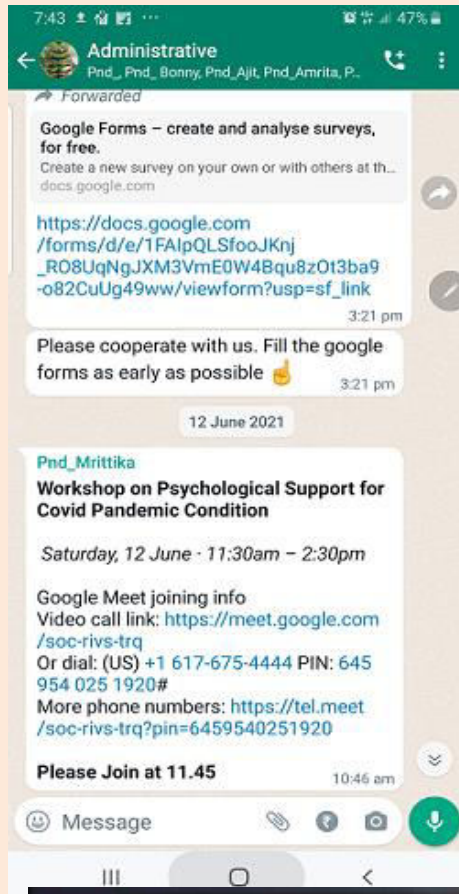 7:43
47%
Administrative
Pnd_, Pnd_ Bonny, Pnd_Ajit, Pnd_Amrita, P..
Forwarded
Google Forms – create and analyse surveys,
for free.
Create a new survey on your own or with others at th...
docs.google.com
https://docs.google.com
/forms/d/e/1FAIpQLSfooJKnj
_RO8UqNgJXM3VmE0W4Bqu8zOt3ba9
-o82CuUg49ww/viewform?usp=sf_link
3:21 pm
Please cooperate with us. Fill the google
forms as early as possible ☝
3:21 pm
12 June 2021
Pnd_Mrittika
Workshop on Psychological Support for
Covid Pandemic Condition
Saturday, 12 June · 11:30am – 2:30pm
Google Meet joining info
Video call link: https://meet.google.com
/soc-rivs-trq
Or dial: (US) +1 617-675-4444 PIN: 645
954 025 1920#
More phone numbers: https://tel.meet
/soc-rivs-trq?pin=6459540251920
Please Join at 11.45
10:46 am
Message